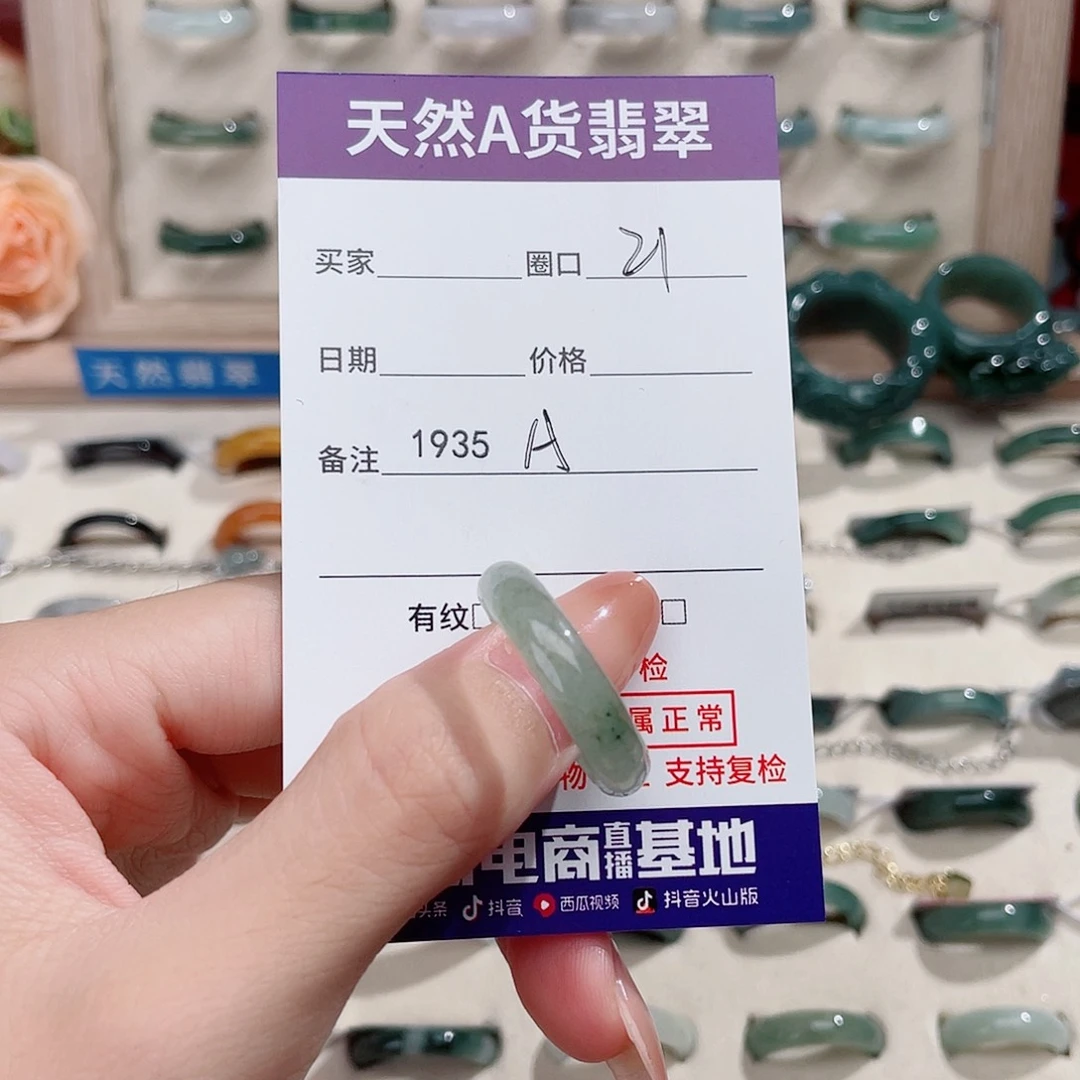 天然A货翡翠
买家 圈口 21
日期 价格
天然翡翠
备注 1935 A
有纹□ □
检
属正常
物 支持复检
电商直播基地
头条 抖音 西瓜视频 抖音火山版